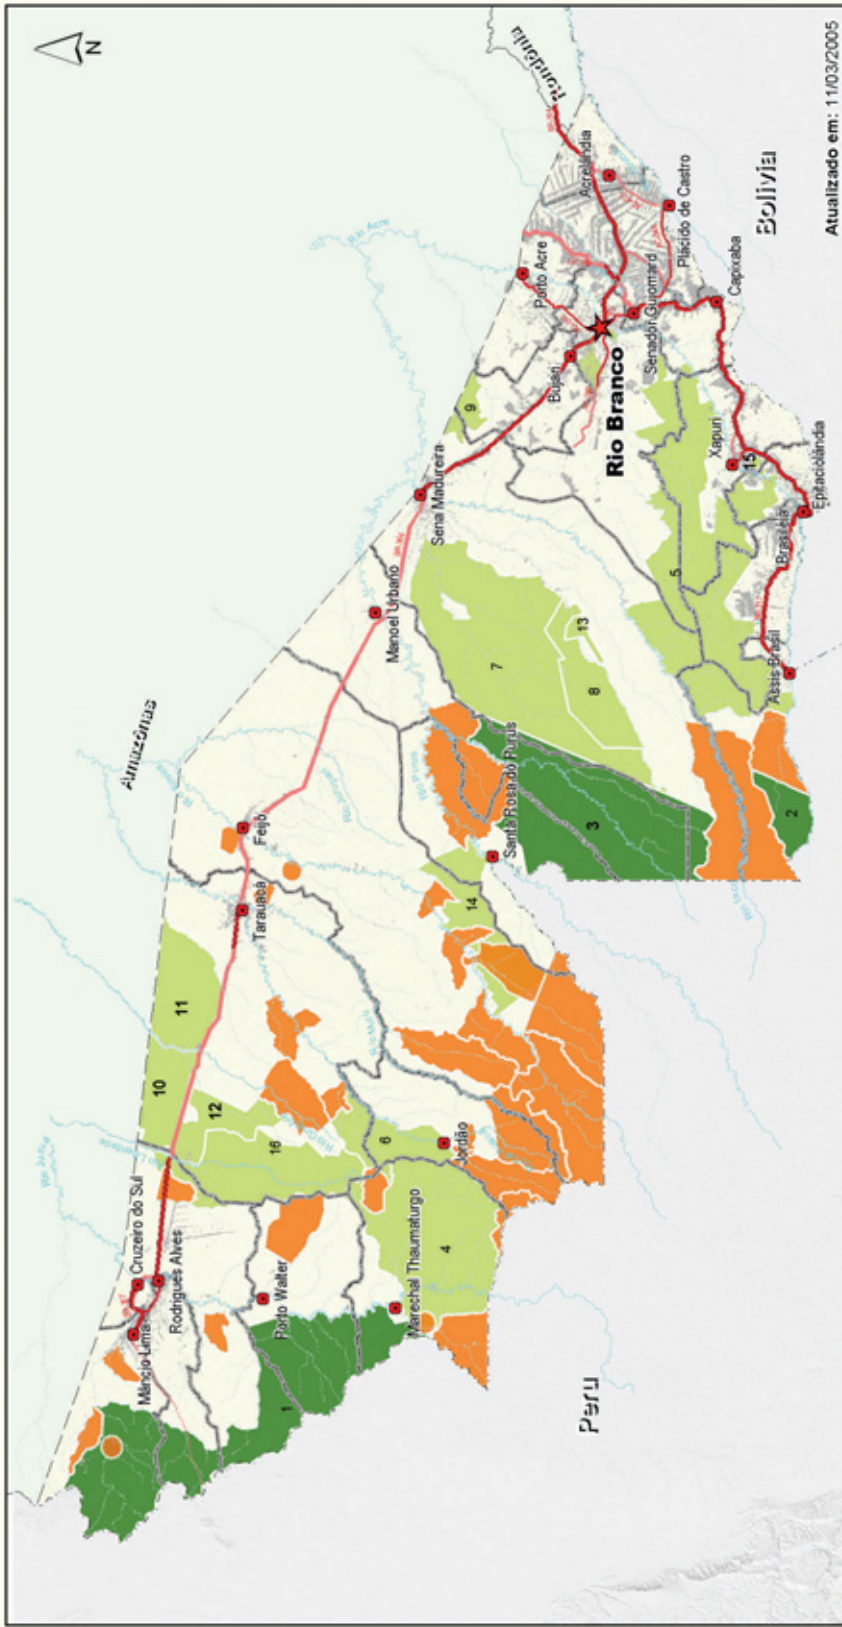 N
Amazônas
Rondônia
Peru
Bolívia
Mâncio Lima
Cruzeiro do Sul
Rodrigues Alves
Porto Walter
Marechal Thaumaturgo
Jordão
Tarauacá
Feijó
Santa Rosa do Purus
Manoel Urbano
Sena Madureira
Bujari
Porto Acre
Rio Branco
Senador Guiomard
Acrelândia
Plácido de Castro
Capixaba
Xapuri
Epitaciolândia
Brasiléia
Assis Brasil
Rio Acre
1
2
3
4
5
6
7
8
9
10
11
12
13
14
15
16
Atualizado em: 11/03/2005